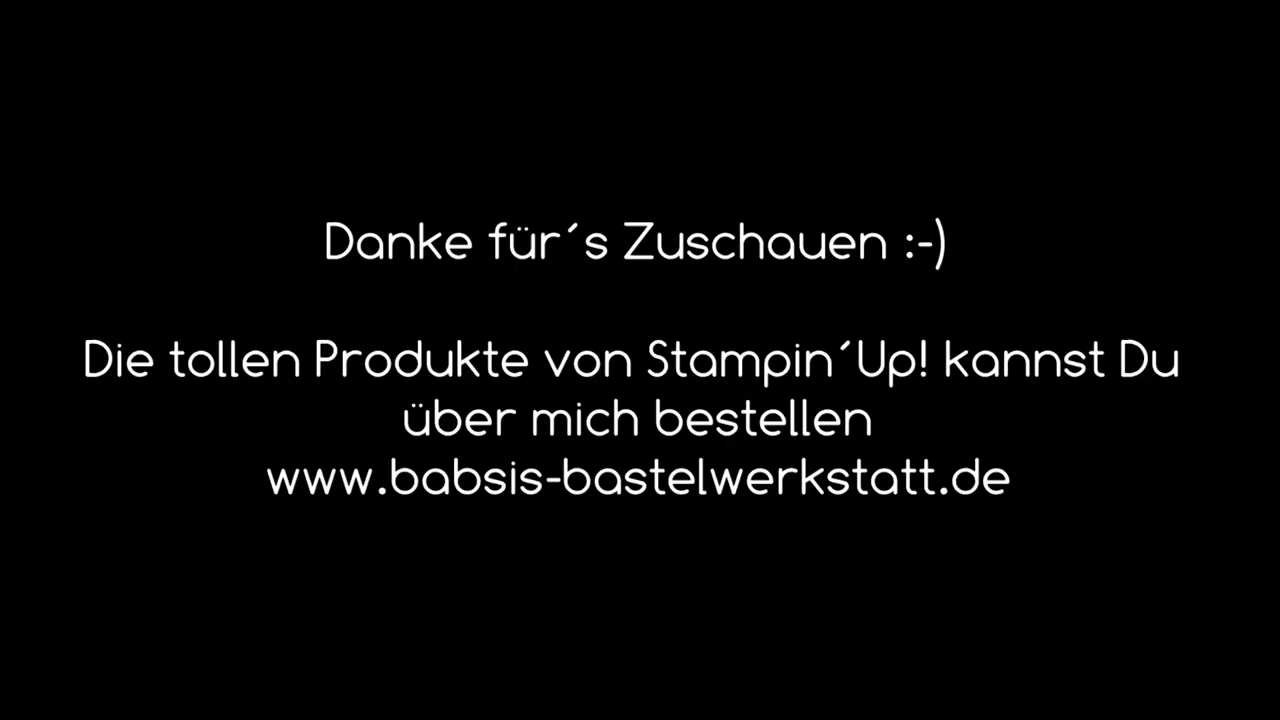 Danke für´s Zuschauen :-)
Die tollen Produkte von Stampin´Up! kannst Du
über mich bestellen
www.babsis-bastelwerkstatt.de